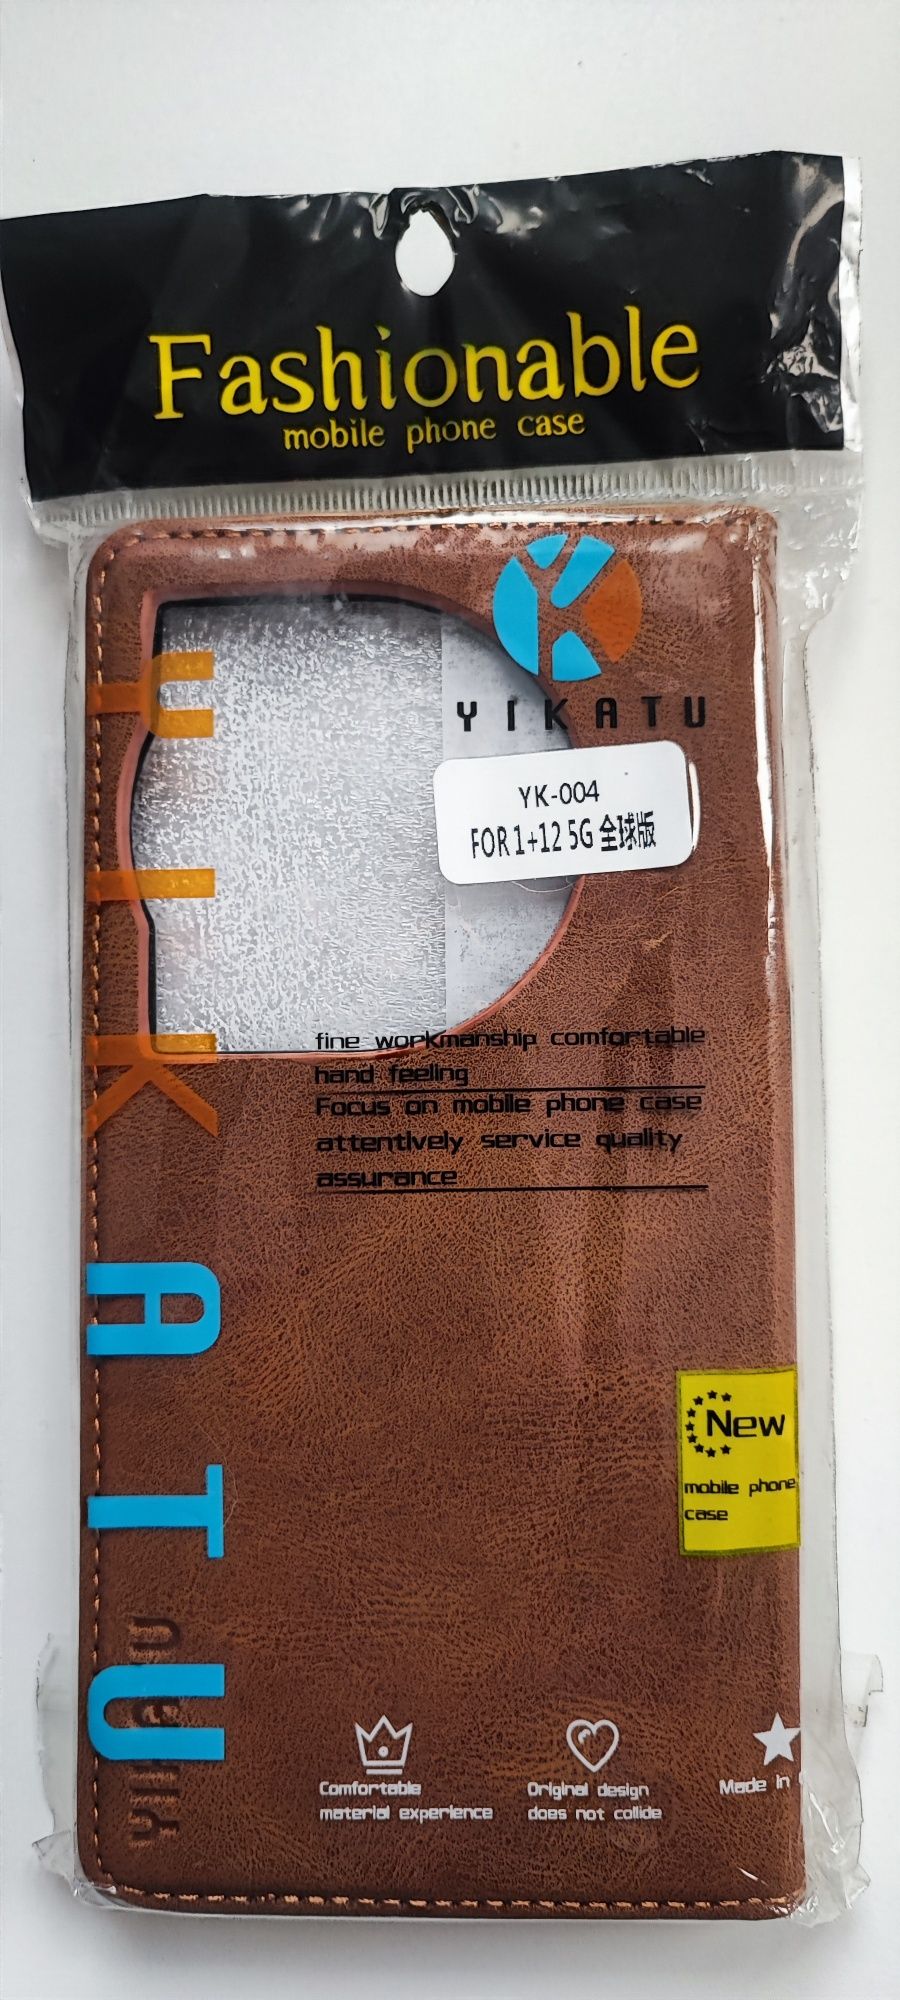 Fashionable
mobile phone case
YIKATU
YK-004
FOR 1+12 5G 全球版
YIKATU
fine workmanship comfortable
hand feeling
Focus on mobile phone case
attentively service quality
assurance
New
mobile phone
case
YIKATU
Comfortable
material experience
Original design
does not collide
Made in